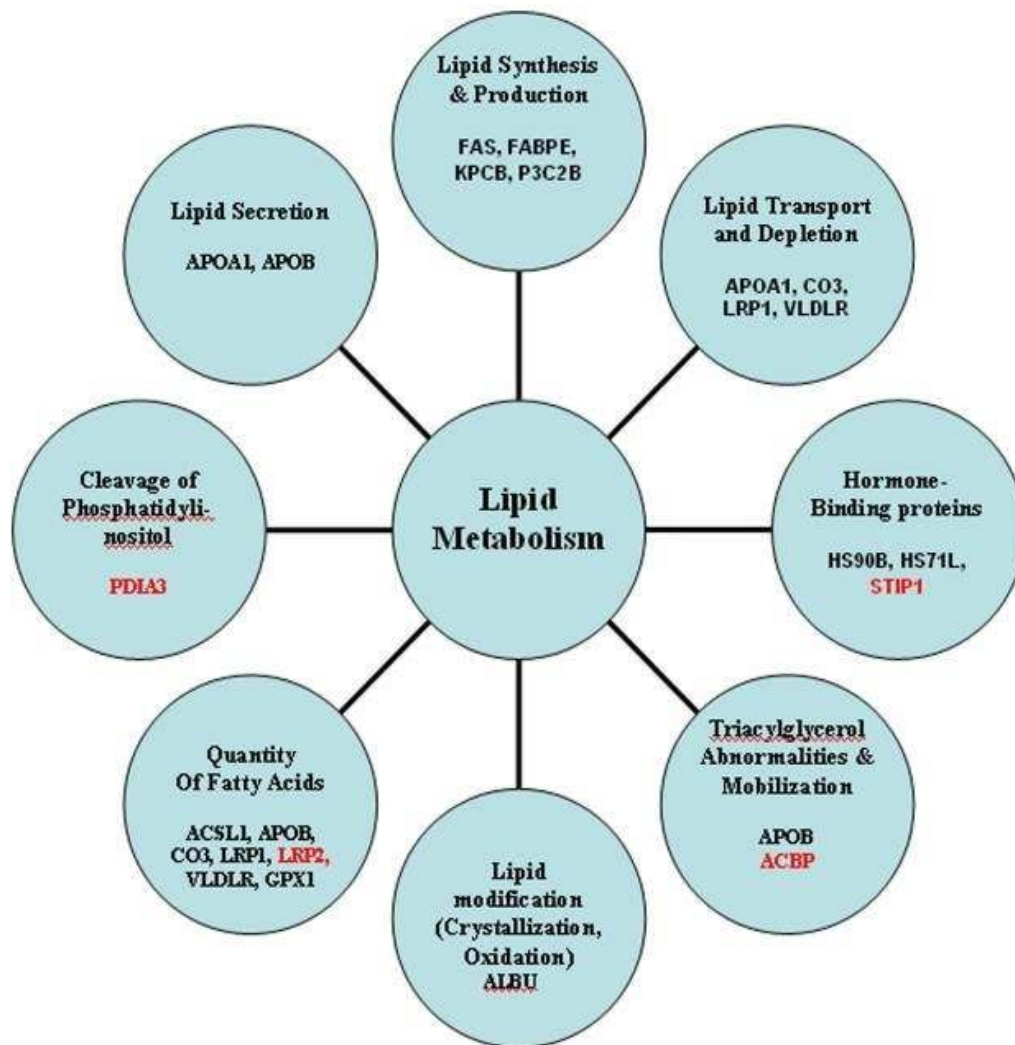 Lipid Synthesis
& Production
FAS, FABPE,
KPCB, P3C2B
Lipid Transport
and Depletion
APOA1, CO3,
LRP1, VLDLR
Hormone-
Binding proteins
HS90B, HS71L,
STIP1
Triacylglycerol
Abnormalities &
Mobilization
APOB
ACBP
Lipid
modification
(Crystallization,
Oxidation)
ALBU
Quantity
Of Fatty Acids
ACSL1, APOB,
CO3, LRP1, LRP2,
VLDLR, GPX1
Cleavage of
Phosphatidyli-
nositol
PDIA3
Lipid Secretion
APOA1, APOB
Lipid
Metabolism